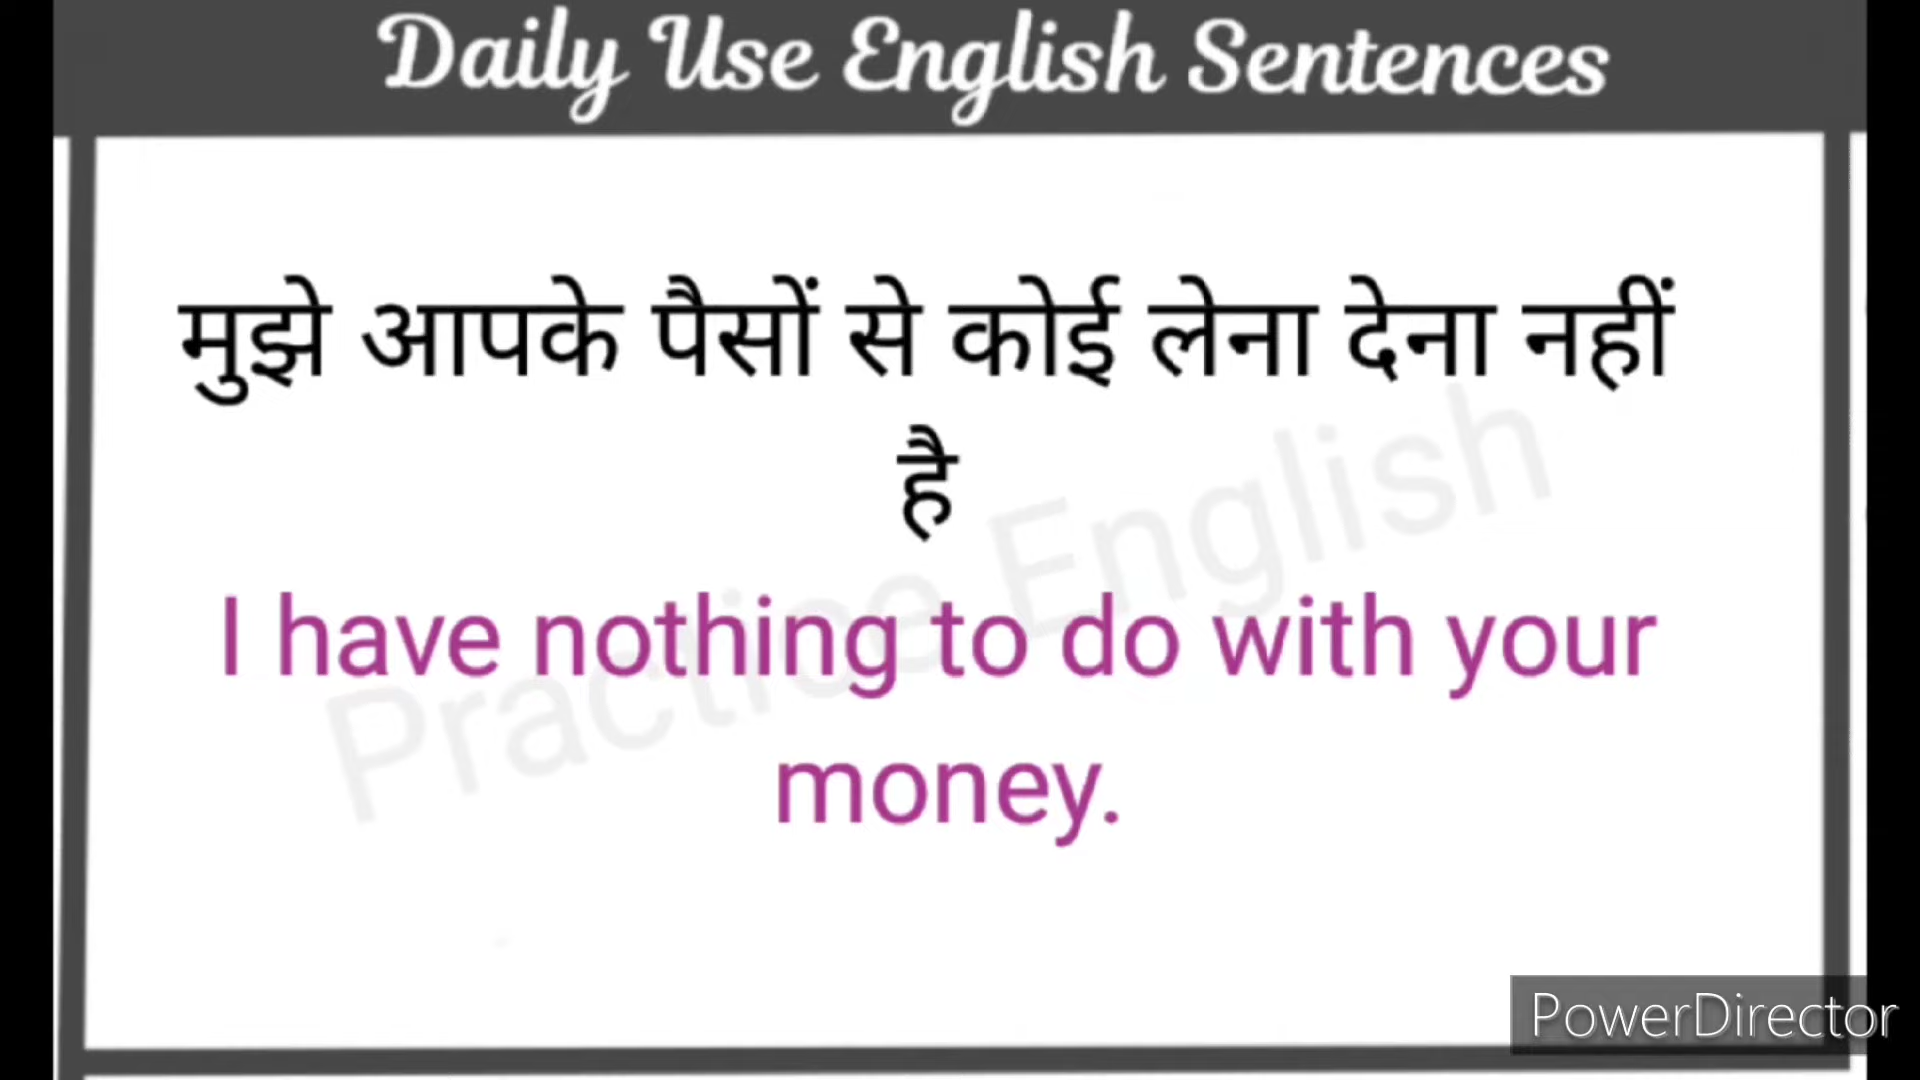 Daily Use English Sentences
मुझे आपके पैसों से कोई लेना देना नहीं
है
I have nothing to do with your
money.
Practice English
PowerDirector